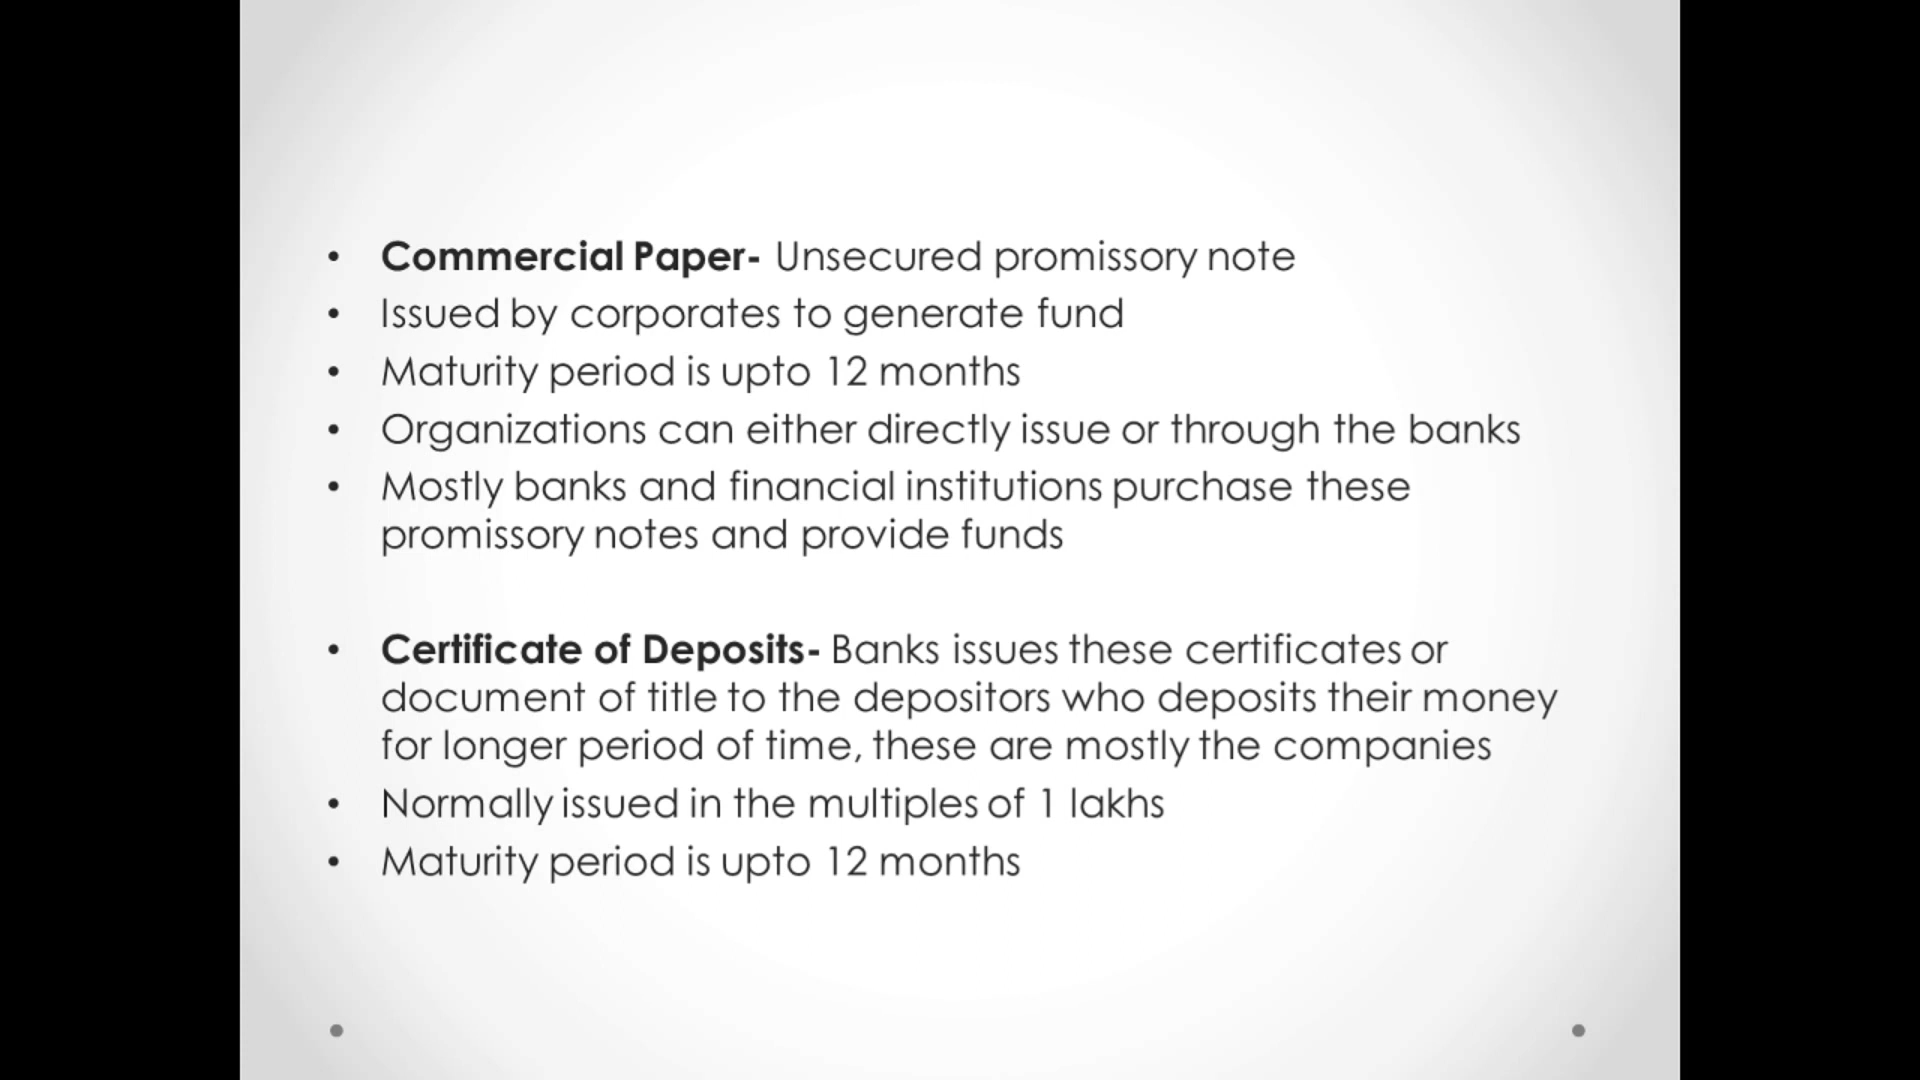 • Commercial Paper- Unsecured promissory note
• Issued by corporates to generate fund
• Maturity period is upto 12 months
• Organizations can either directly issue or through the banks
• Mostly banks and financial institutions purchase these
promissory notes and provide funds
• Certificate of Deposits- Banks issues these certificates or
document of title to the depositors who deposits their money
for longer period of time, these are mostly the companies
• Normally issued in the multiples of 1 lakhs
• Maturity period is upto 12 months